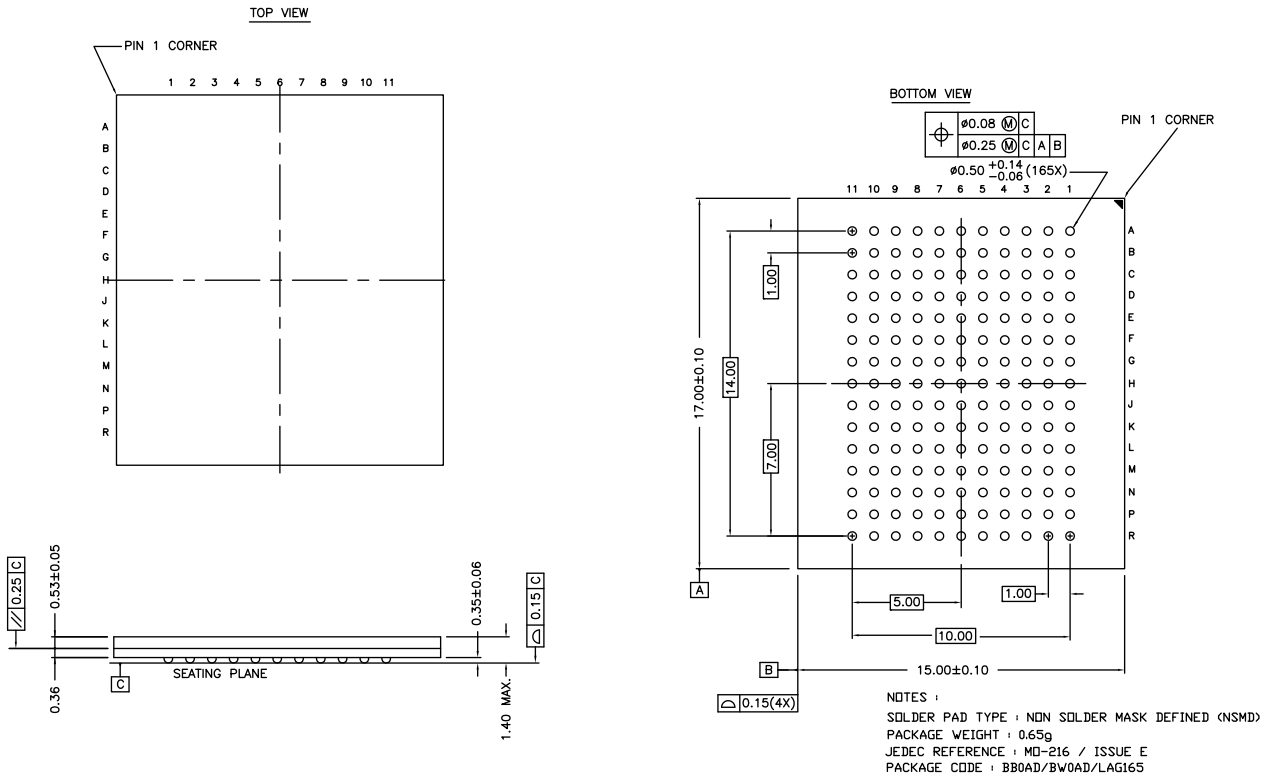 TOP VIEW
PIN 1 CORNER
1 2 3 4 5 6 7 8 9 10 11
A
B
C
D
E
F
G
H
J
K
L
M
N
P
R
BOTTOM VIEW
PIN 1 CORNER
⌖ ⌀0.08 Ⓜ C
⌀0.25 Ⓜ C A B
⌀0.50 +0.14 -0.06 (165X)
11 10 9 8 7 6 5 4 3 2 1
A
B
C
D
E
F
G
H
J
K
L
M
N
P
R
1.00
14.00
17.00±0.10
7.00
A
5.00
1.00
10.00
B
15.00±0.10
⌓ 0.15(4X)
// 0.25 C
0.53±0.05
0.36
C
SEATING PLANE
0.35±0.06
⌓ 0.15 C
1.40 MAX.
NOTES :
SOLDER PAD TYPE : NON SOLDER MASK DEFINED (NSMD)
PACKAGE WEIGHT : 0.65g
JEDEC REFERENCE : MO-216 / ISSUE E
PACKAGE CODE : BB0AD/BW0AD/LAG165